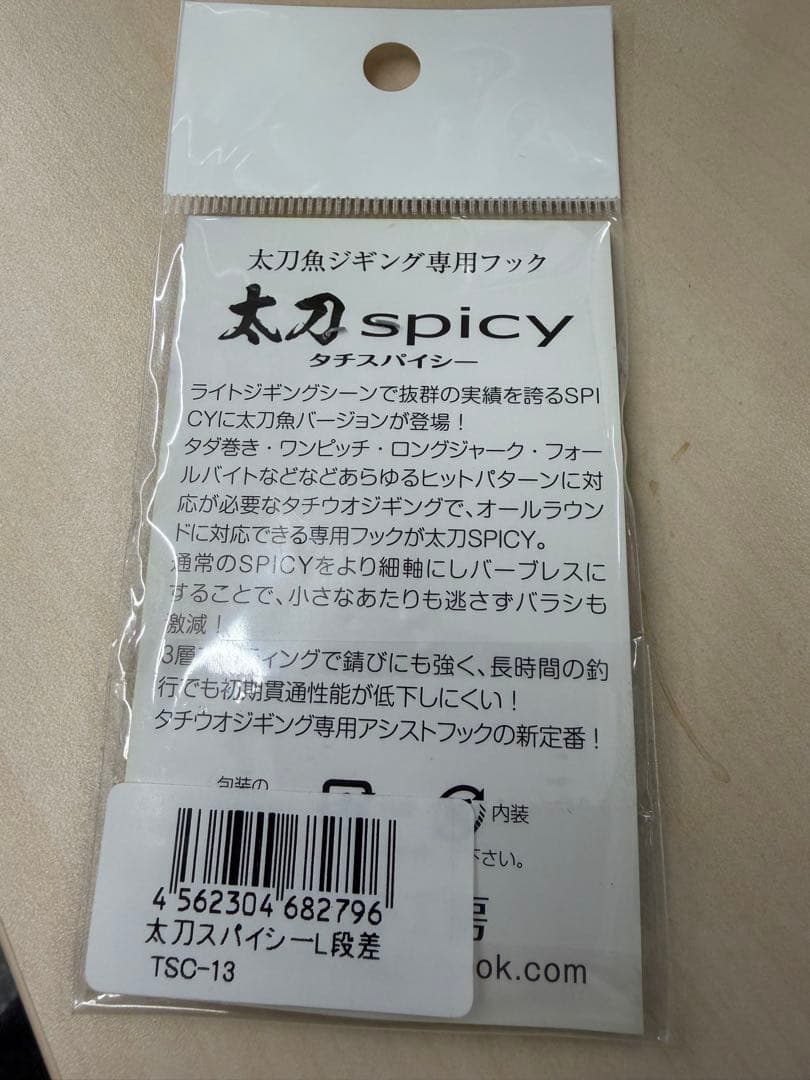 太刀魚ジギング専用フック
太刀spicy
タチスパイシー
ライトジギングシーンで抜群の実績を誇るSPI
CYに太刀魚バージョンが登場！
タダ巻き・ワンピッチ・ロングジャーク・フォー
ルバイトなどなどあらゆるヒットパターンに対
応が必要なタチウオジギングで、オールラウン
ドに対応できる専用フックが太刀SPICY。
通常のSPICYをより細軸にしバーブレスに
することで、小さなあたりも逃さずバラシも
激減！
3層 ティングで錆びにも強く、長時間の釣
行でも初期貫通性能が低下しにくい！
タチウオジギング専用アシストフックの新定番！
包装の
内装
下さい。
ok.com
4 562304 682796
太刀スパイシーL段差
TSC-13